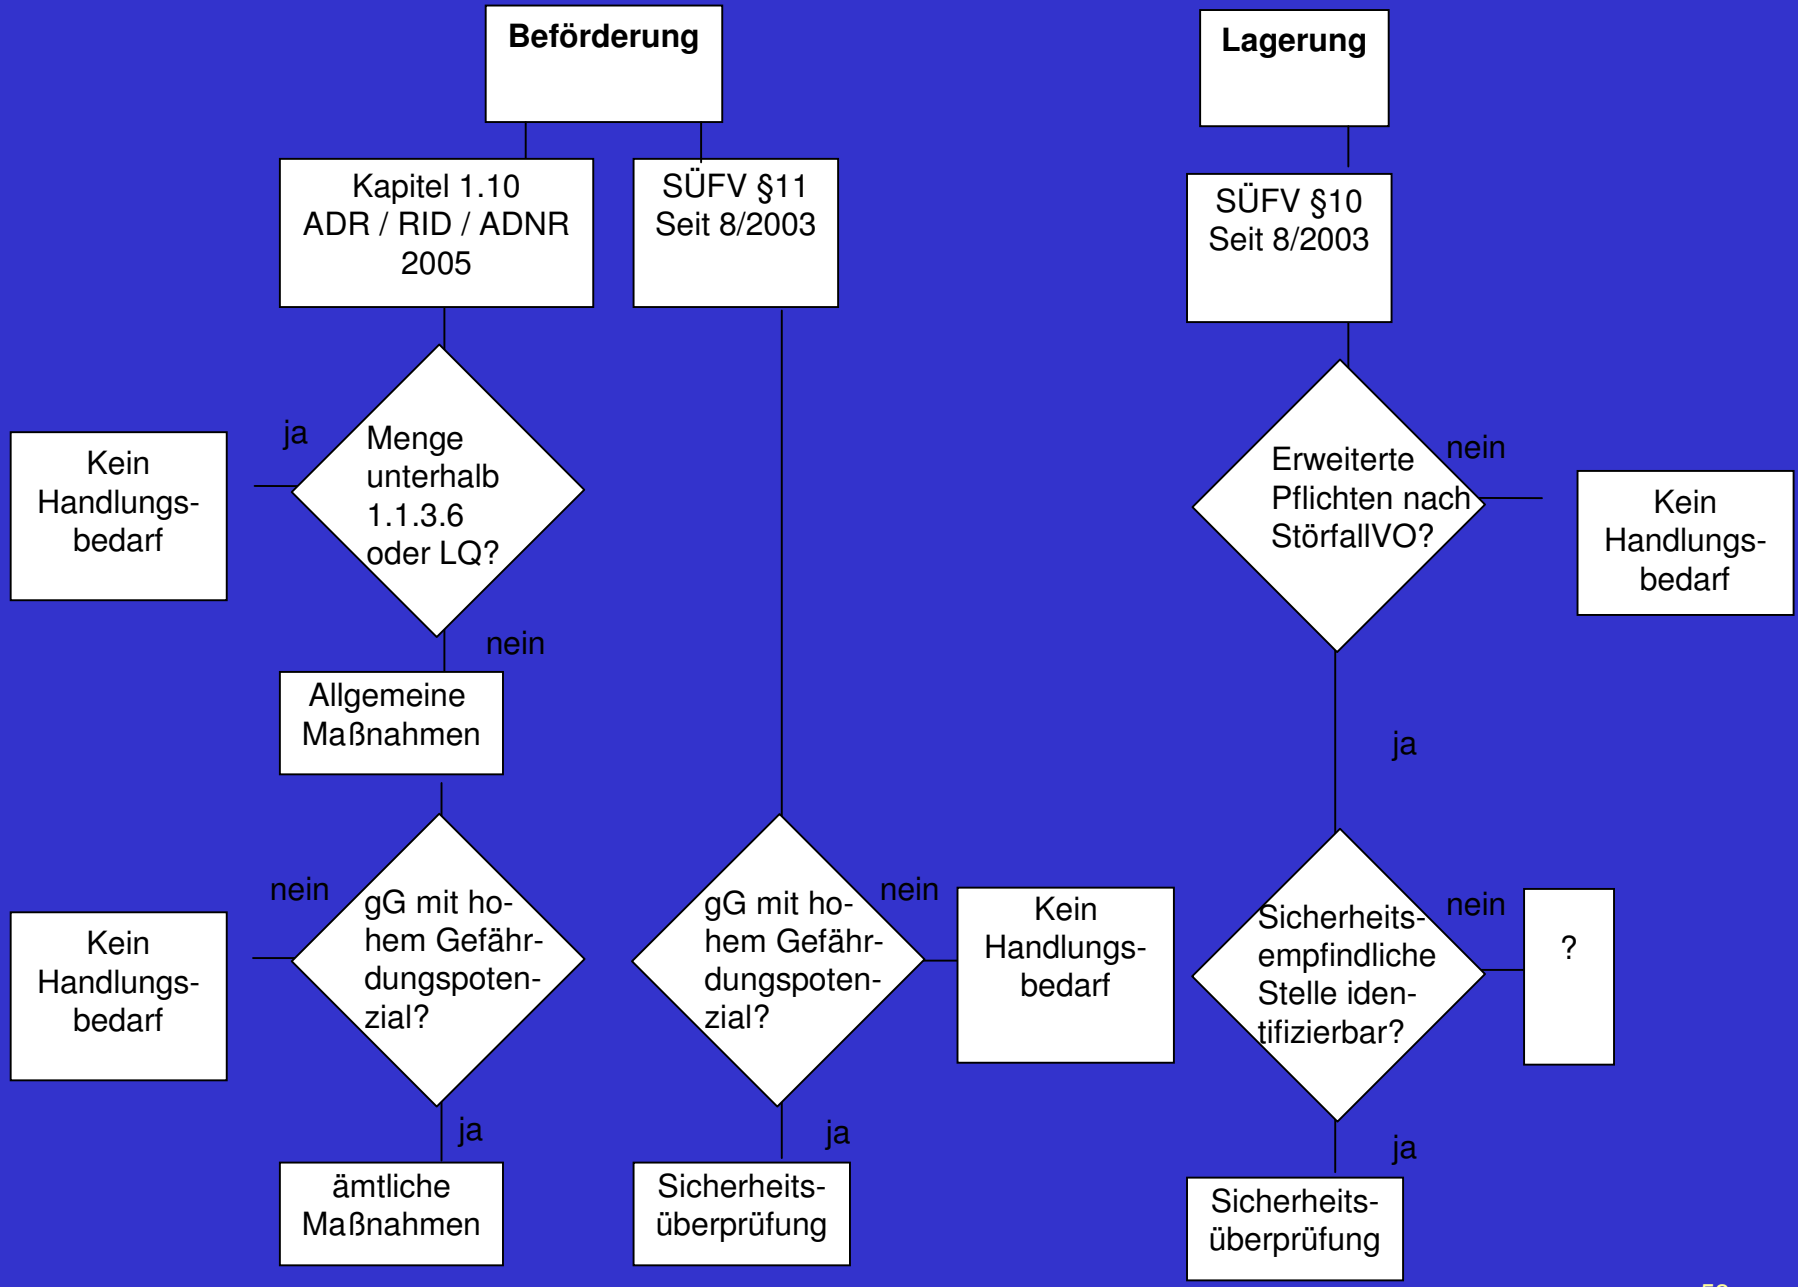 Beförderung
Kapitel 1.10
ADR / RID / ADNR
2005
SÜFV §11
Seit 8/2003
ja
Menge
unterhalb
1.1.3.6
oder LQ?
Kein
Handlungs-
bedarf
nein
Allgemeine
Maßnahmen
nein
gG mit ho-
hem Gefähr-
dungspoten-
zial?
Kein
Handlungs-
bedarf
ja
ämtliche
Maßnahmen
gG mit ho-
hem Gefähr-
dungspoten-
zial?
nein
Kein
Handlungs-
bedarf
ja
Sicherheits-
überprüfung
Lagerung
SÜFV §10
Seit 8/2003
Erweiterte
Pflichten nach
StörfallVO?
nein
Kein
Handlungs-
bedarf
ja
Sicherheits-
empfindliche
Stelle iden-
tifizierbar?
nein
?
ja
Sicherheits-
überprüfung